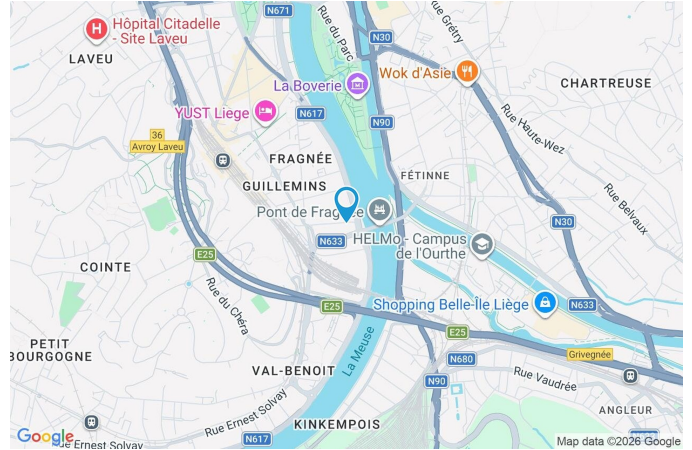 N671
Hôpital Citadelle
- Site Laveu
LAVEU
Rue du Parc
N30
Rue Grétry
Wok d'Asie
La Boverie
CHARTREUSE
YUST Liege
N617
N90
Rue Haute-Wez
36
Avroy Laveu
FRAGNÉE
FÉTINNE
GUILLEMINS
Rue Belvaux
Pont de Fragnée
N30
N633
HELMo - Campus
de l'Ourthe
E25
COINTE
Rue du Chéra
E25
Shopping Belle-Île Liège
N633
La Meuse
E25
PETIT
BOURGOGNE
N680
Grivegnée
VAL-BENOIT
N90
Rue Vaudrée
Rue Ernest Solvay
ANGLEUR
KINKEMPOIS
Google
Rue Ernest Solvay
N617
Map data ©2026 Google